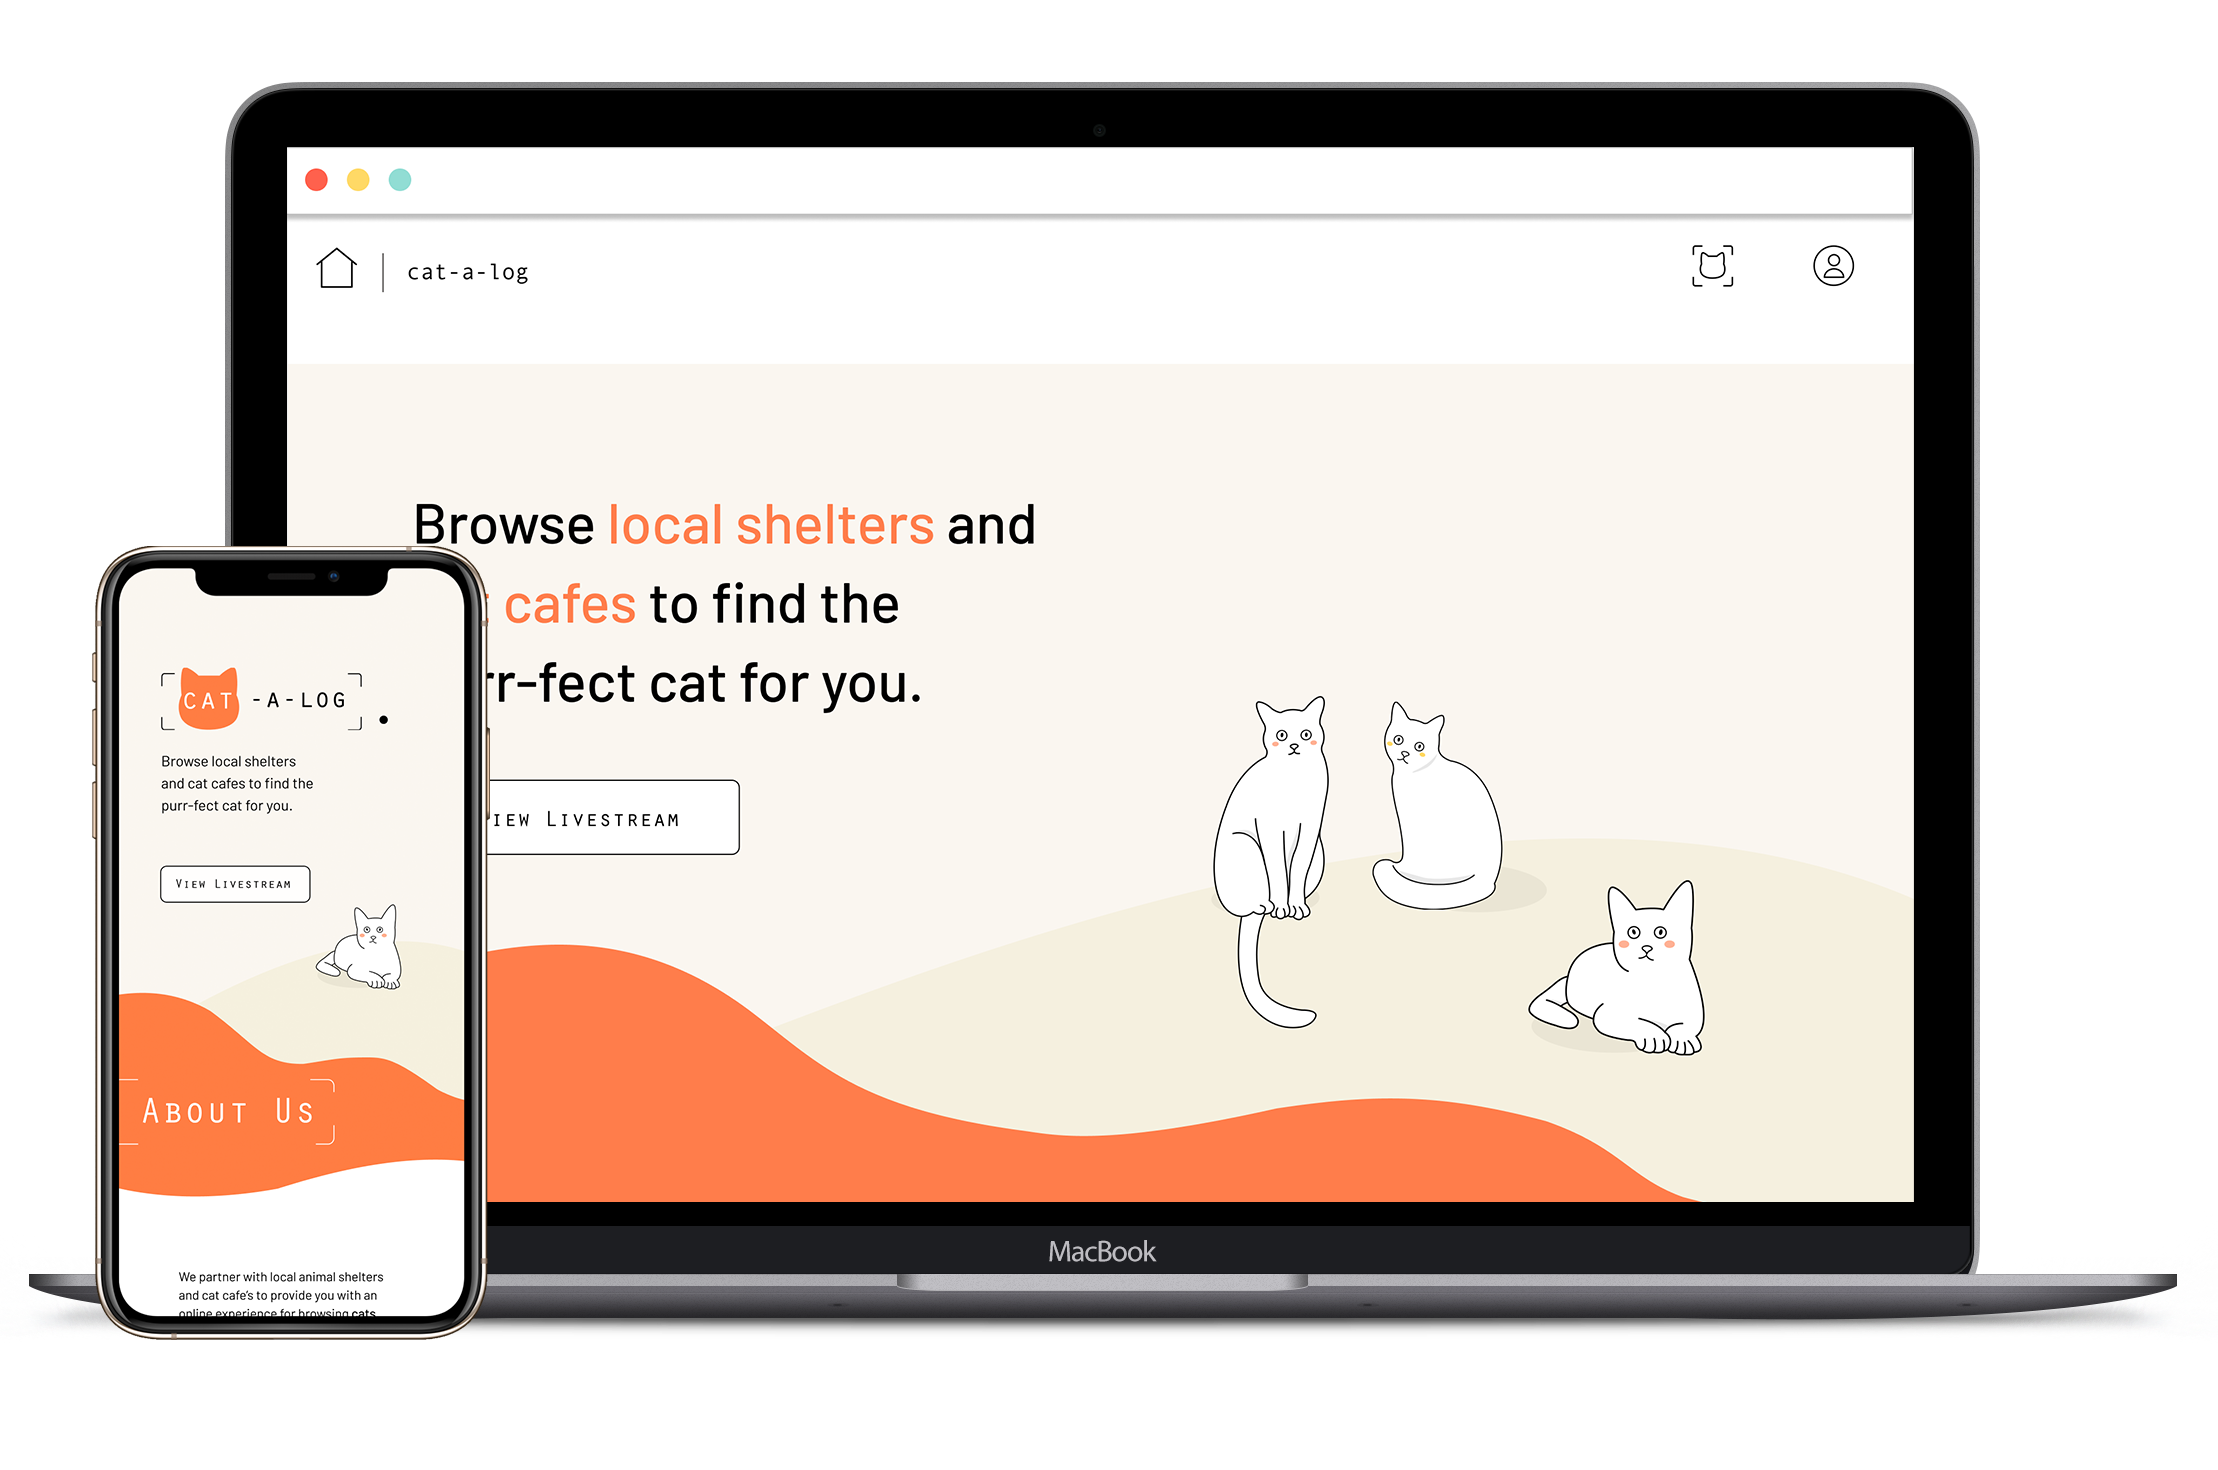 cat-a-log
Browse local shelters and
cafes to find the
rr-fect cat for you.
iew Livestream
MacBook
CAT-A-LOG
Browse local shelters
and cat cafes to find the
purr-fect cat for you.
View Livestream
About Us
We partner with local animal shelters
and cat cafe's to provide you with an
online experience for browsing cats